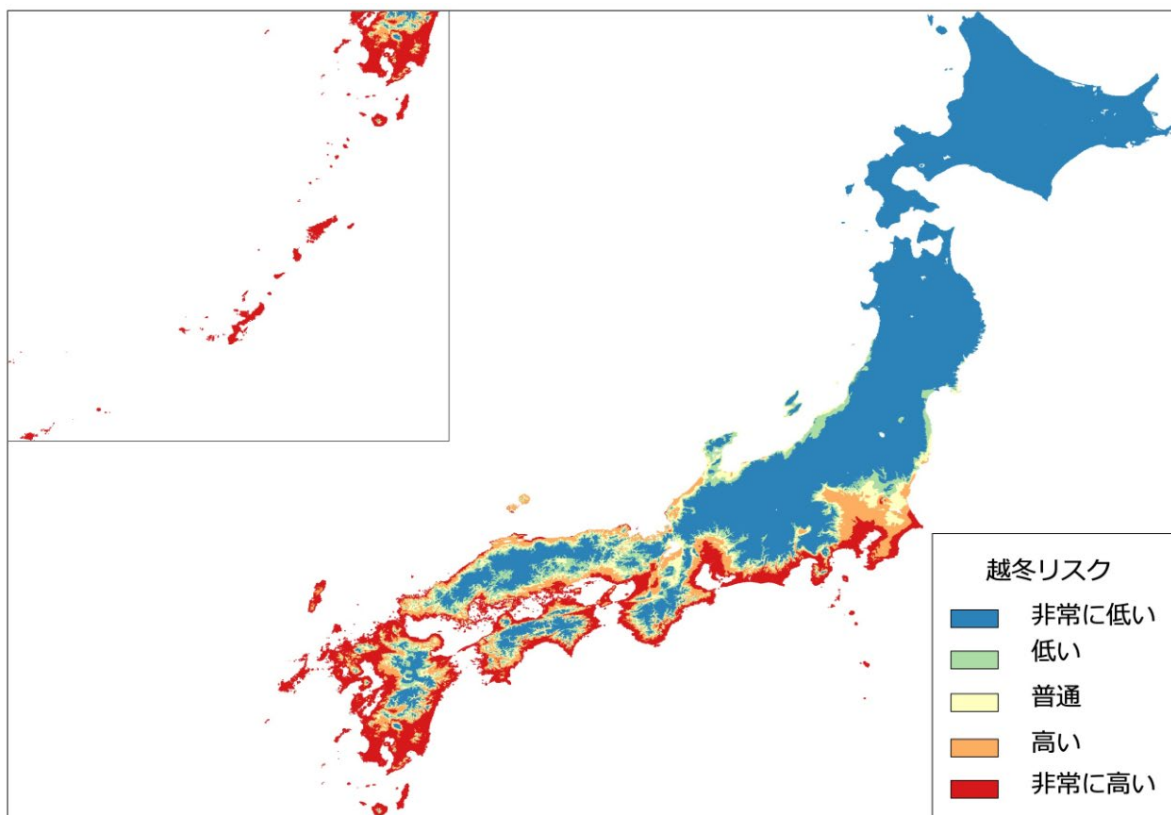 越冬リスク
非常に低い
低い
普通
高い
非常に高い